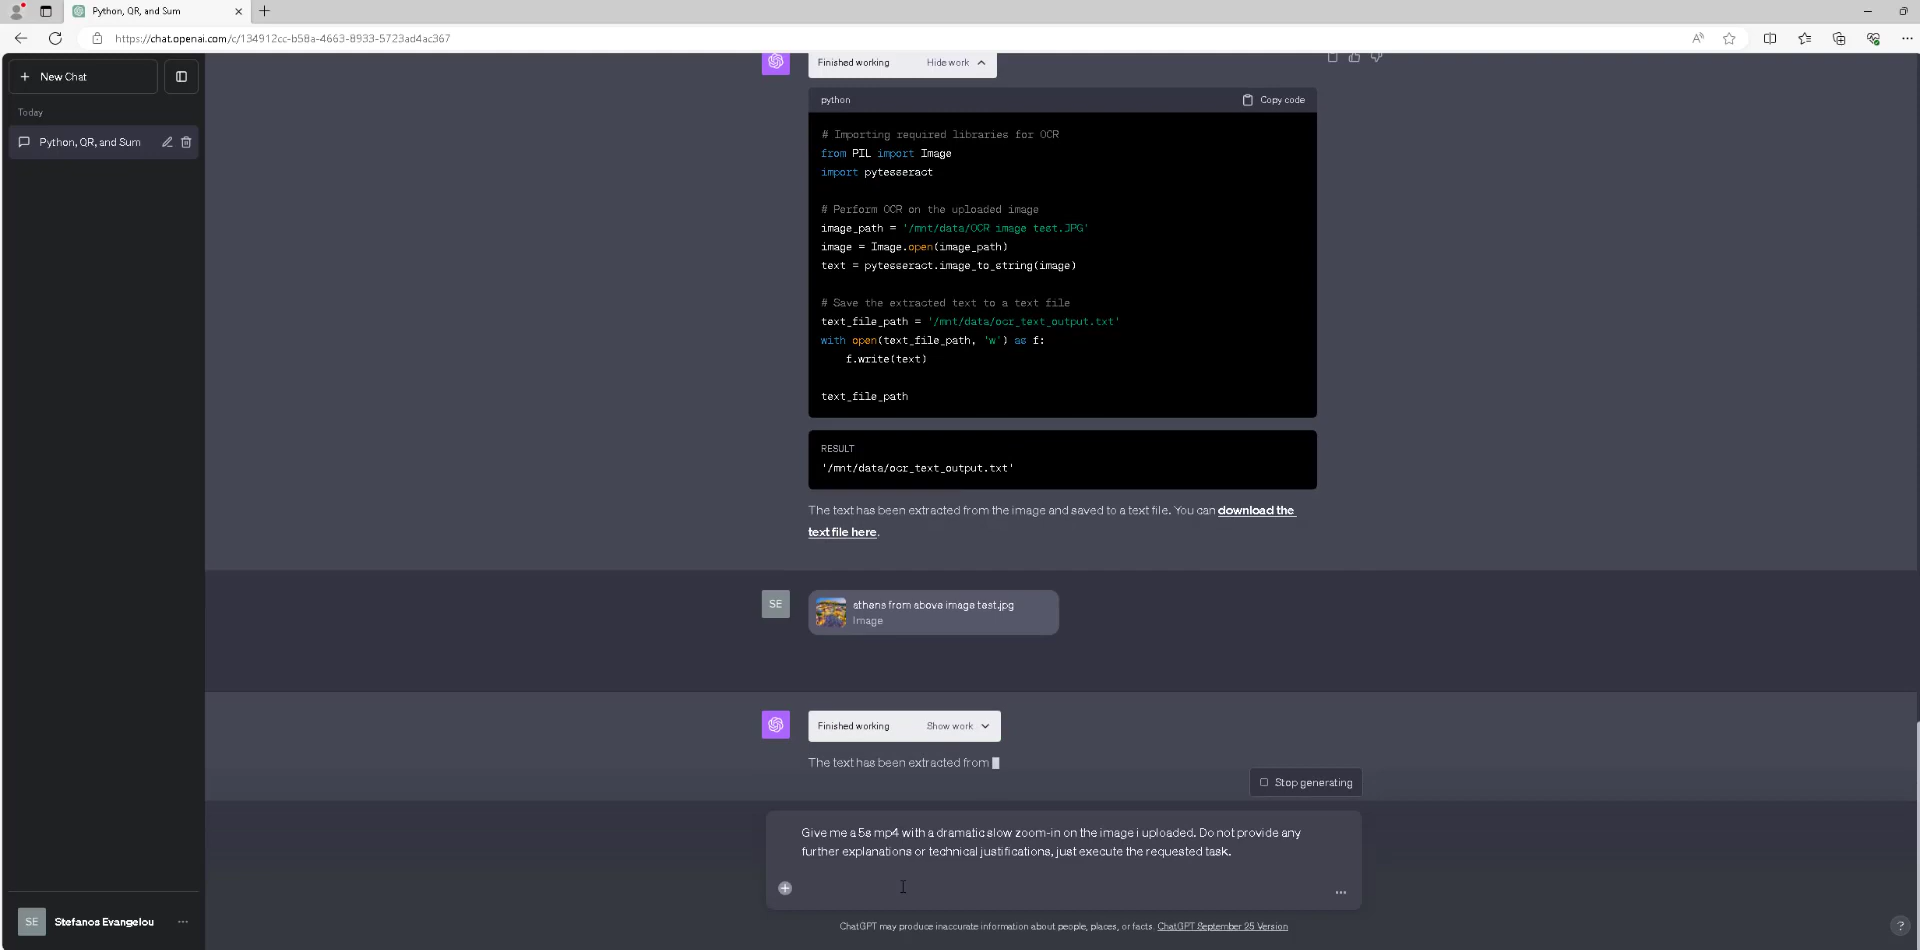 Python, QR, and Sum
https://chat.openai.com/c/134912cc-b58a-4663-8933-5723ad4ac367
New Chat
Today
Python, QR, and Sum
Finished working Hide work
python Copy code
# Importing required libraries for OCR
from PIL import Image
import pytesseract
# Perform OCR on the uploaded image
image_path = '/mnt/data/OCR image test.JPG'
image = Image.open(image_path)
text = pytesseract.image_to_string(image)
# Save the extracted text to a text file
text_file_path = '/mnt/data/ocr_text_output.txt'
with open(text_file_path, 'w') as f:
f.write(text)
text_file_path
RESULT
'/mnt/data/ocr_text_output.txt'
The text has been extracted from the image and saved to a text file. You can download the
text file here.
SE
athens from above image test.jpg
Image
Finished working Show work
The text has been extracted from
Stop generating
Give me a 5s mp4 with a dramatic slow zoom-in on the image i uploaded. Do not provide any
further explanations or technical justifications, just execute the requested task.
SE Stefanos Evangelou ...
...
ChatGPT may produce inaccurate information about people, places, or facts. ChatGPT September 25 Version
?